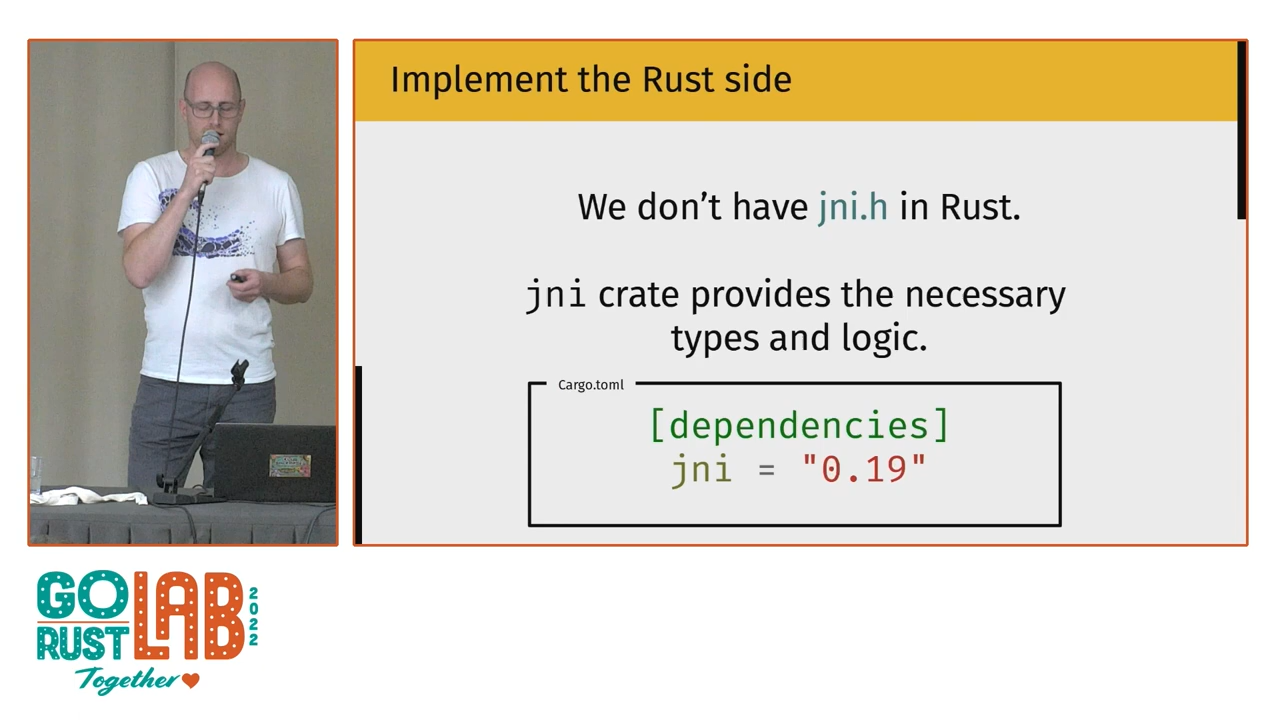 Implement the Rust side
We don’t have jni.h in Rust.
jni crate provides the necessary
types and logic.
Cargo.toml
[dependencies]
jni = "0.19"
GO LAB 2022
RUST
Together